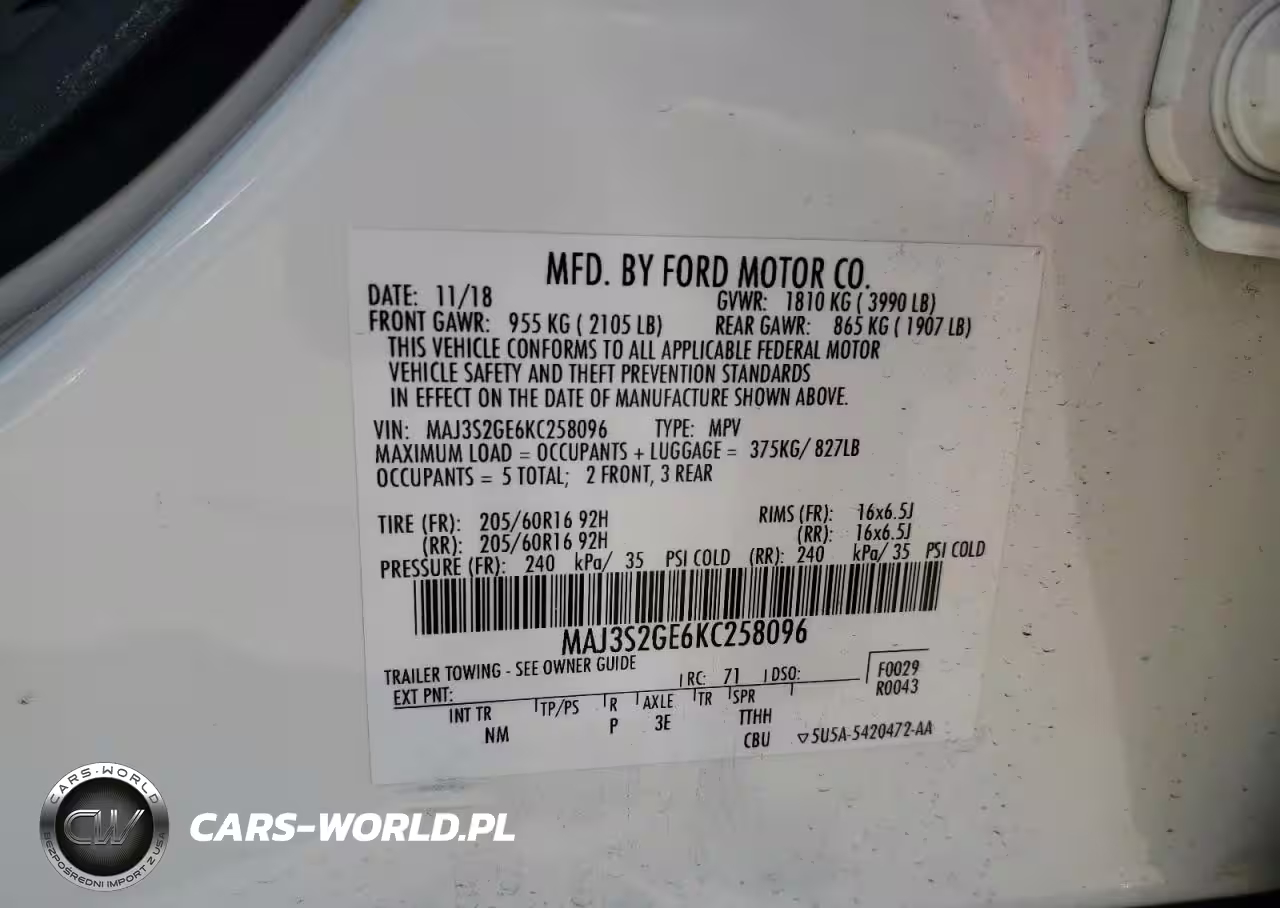 MFD. BY FORD MOTOR CO.
DATE: 11/18 GVWR: 1810 KG ( 3990 LB)
FRONT GAWR: 955 KG ( 2105 LB) REAR GAWR: 865 KG ( 1907 LB)
THIS VEHICLE CONFORMS TO ALL APPLICABLE FEDERAL MOTOR
VEHICLE SAFETY AND THEFT PREVENTION STANDARDS
IN EFFECT ON THE DATE OF MANUFACTURE SHOWN ABOVE.
VIN: MAJ3S2GE6KC258096 TYPE: MPV
MAXIMUM LOAD = OCCUPANTS + LUGGAGE = 375KG/ 827LB
OCCUPANTS = 5 TOTAL; 2 FRONT, 3 REAR
TIRE (FR): 205/60R16 92H RIMS (FR): 16x6.5J
(RR): 205/60R16 92H (RR): 16x6.5J
PRESSURE (FR): 240 kPa/ 35 PSI COLD (RR): 240 kPa/ 35 PSI COLD
MAJ3S2GE6KC258096
TRAILER TOWING - SEE OWNER GUIDE
EXT PNT: RC: 71 DSO: F0029
R0043
INT TR TP/PS R AXLE TR SPR
NM P 3E TTHH
CBU ▽5U5A-5420472-AA
CARS-WORLD
CW
BEZPOŚREDNI IMPORT Z USA
CARS-WORLD.PL